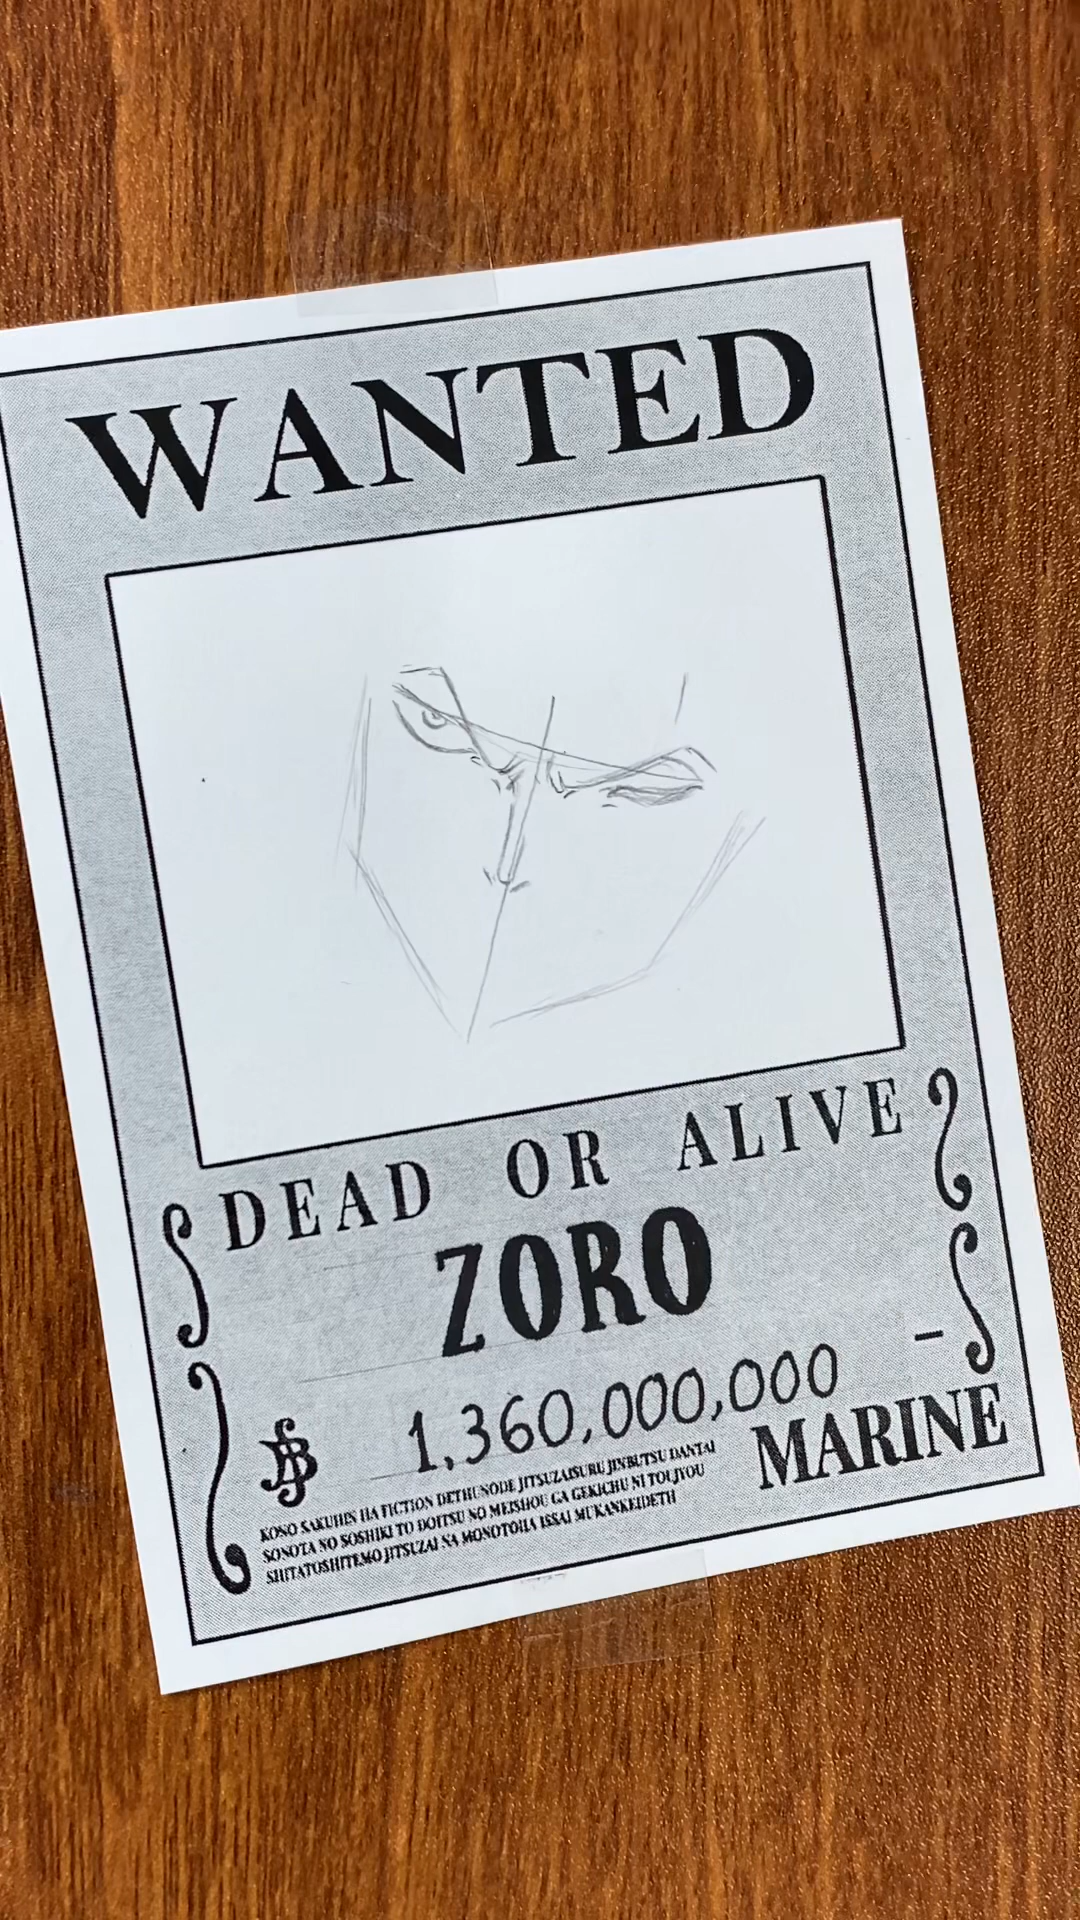 WANTED
DEAD OR ALIVE
ZORO
1,360,000,000 –
MARINE
KONO SAKUHIN HA FICTION DETHUNODE JITSUZAISURU JINBUTSU DANTAI
SONOTA NO SOSHIKI TO DOITSU NO MEISHOU GA GEKICHU NI TOUJYOU
SHITATOSHITEMO JITSUZAI NA MONOTOHA ISSAI MUKANKEIDETH